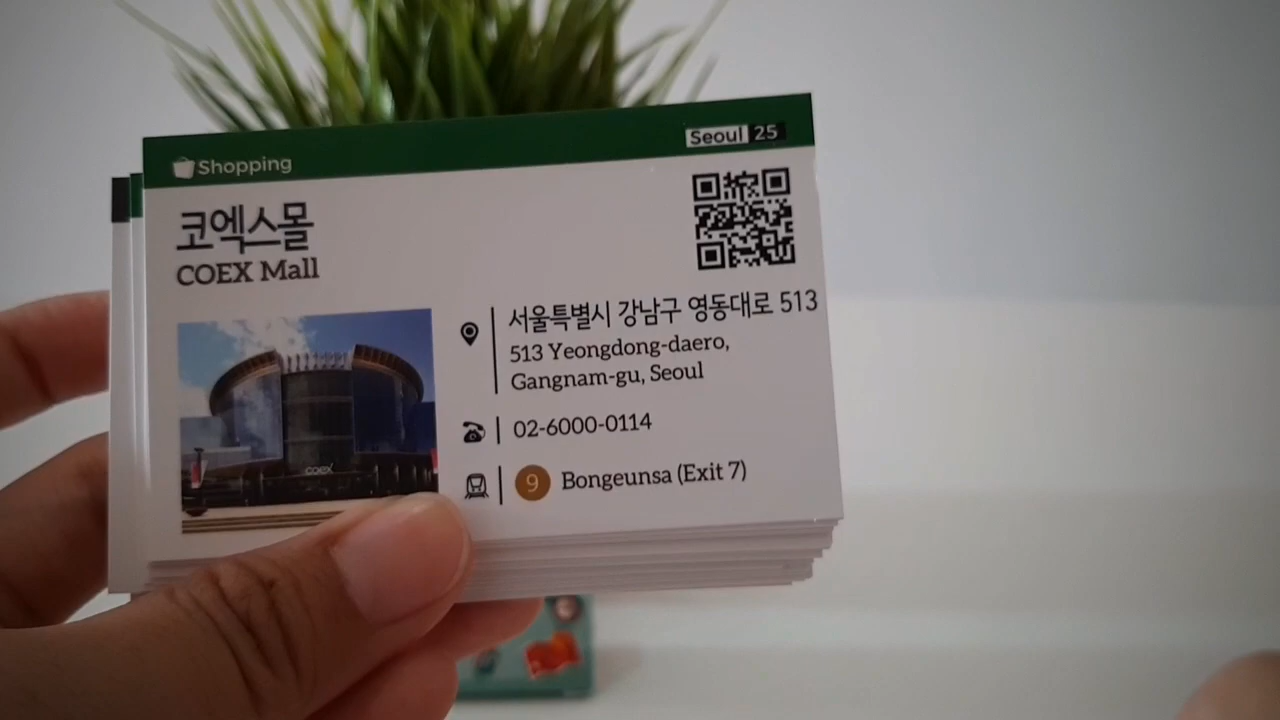 Shopping
Seoul 25
코엑스몰
COEX Mall
서울특별시 강남구 영동대로 513
513 Yeongdong-daero,
Gangnam-gu, Seoul
02-6000-0114
9 Bongeunsa (Exit 7)
coex